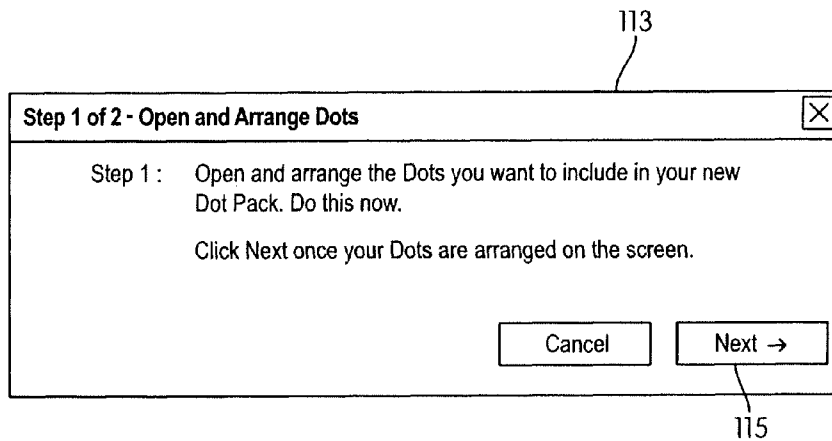 113
Step 1 of 2 - Open and Arrange Dots
Step 1 : Open and arrange the Dots you want to include in your new
Dot Pack. Do this now.
Click Next once your Dots are arranged on the screen.
Cancel
Next →
115